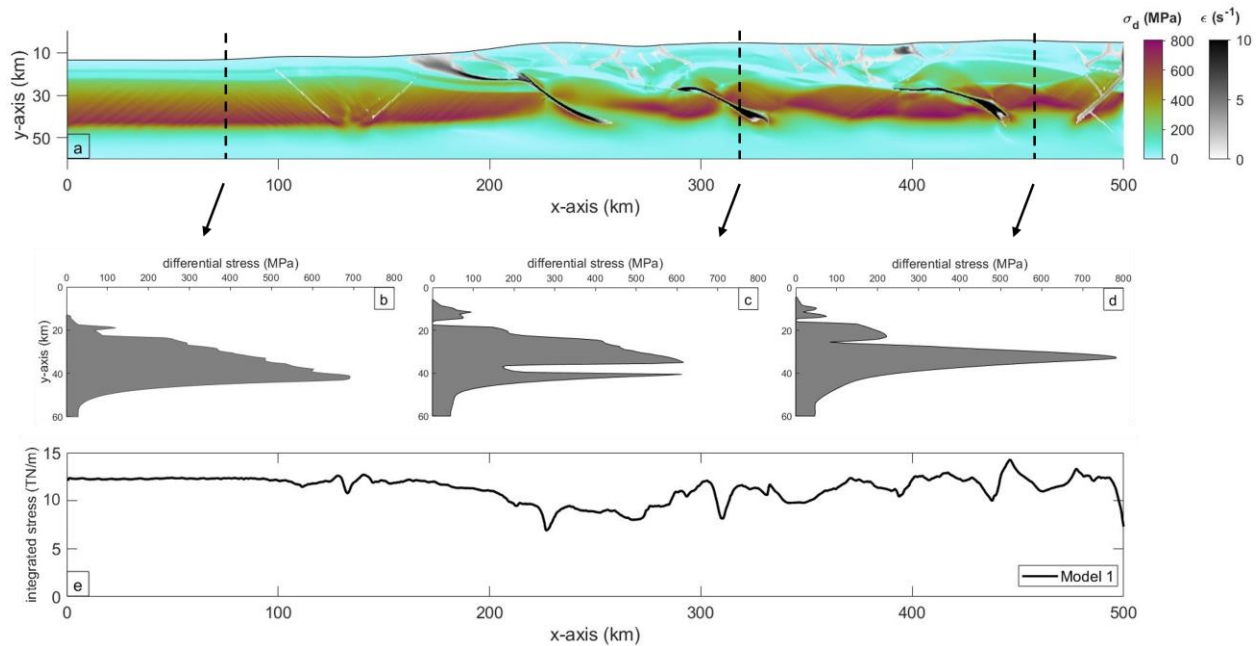 σd (MPa) ϵ (s⁻¹)
800 10
600
400 5
200
0 0
y-axis (km)
10
30
50
a
0 100 200 300 400 500
x-axis (km)
differential stress (MPa) differential stress (MPa) differential stress (MPa)
0 100 200 300 400 500 600 700 800 0 100 200 300 400 500 600 700 800 0 100 200 300 400 500 600 700 800
b c d
y-axis (km)
0 0 0
20 20 20
40 40 40
60 60 60
integrated stress (TN/m)
15
10
5
0
e
Model 1
0 100 200 300 400 500
x-axis (km)